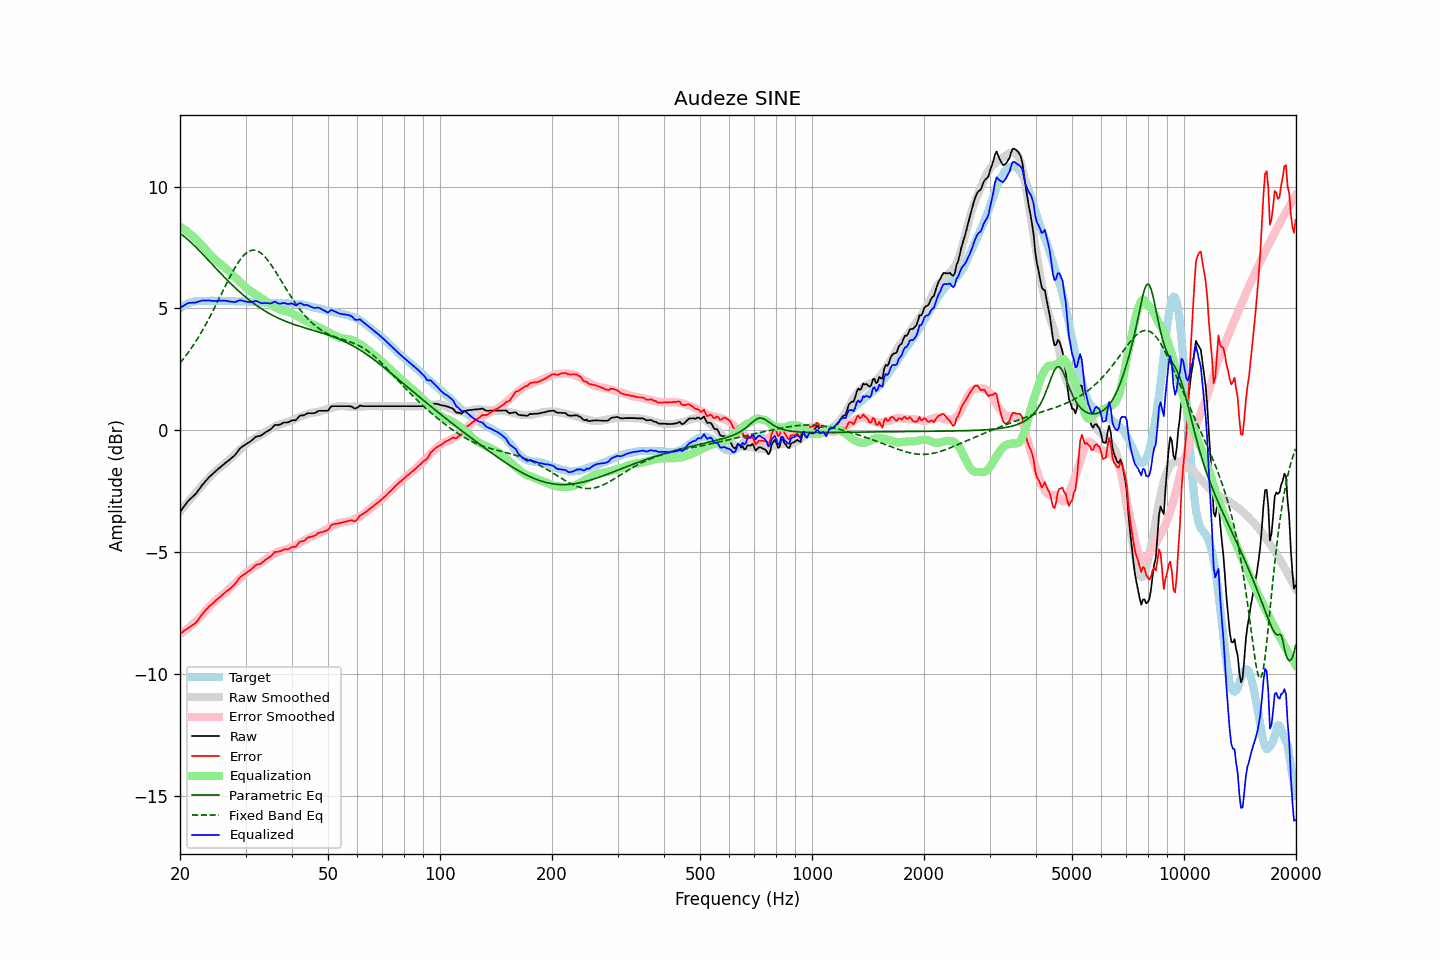 Audeze SINE
Amplitude (dBr)
10
5
0
−5
−10
−15
Target
Raw Smoothed
Error Smoothed
Raw
Error
Equalization
Parametric Eq
Fixed Band Eq
Equalized
20 50 100 200 500 1000 2000 5000 10000 20000
Frequency (Hz)